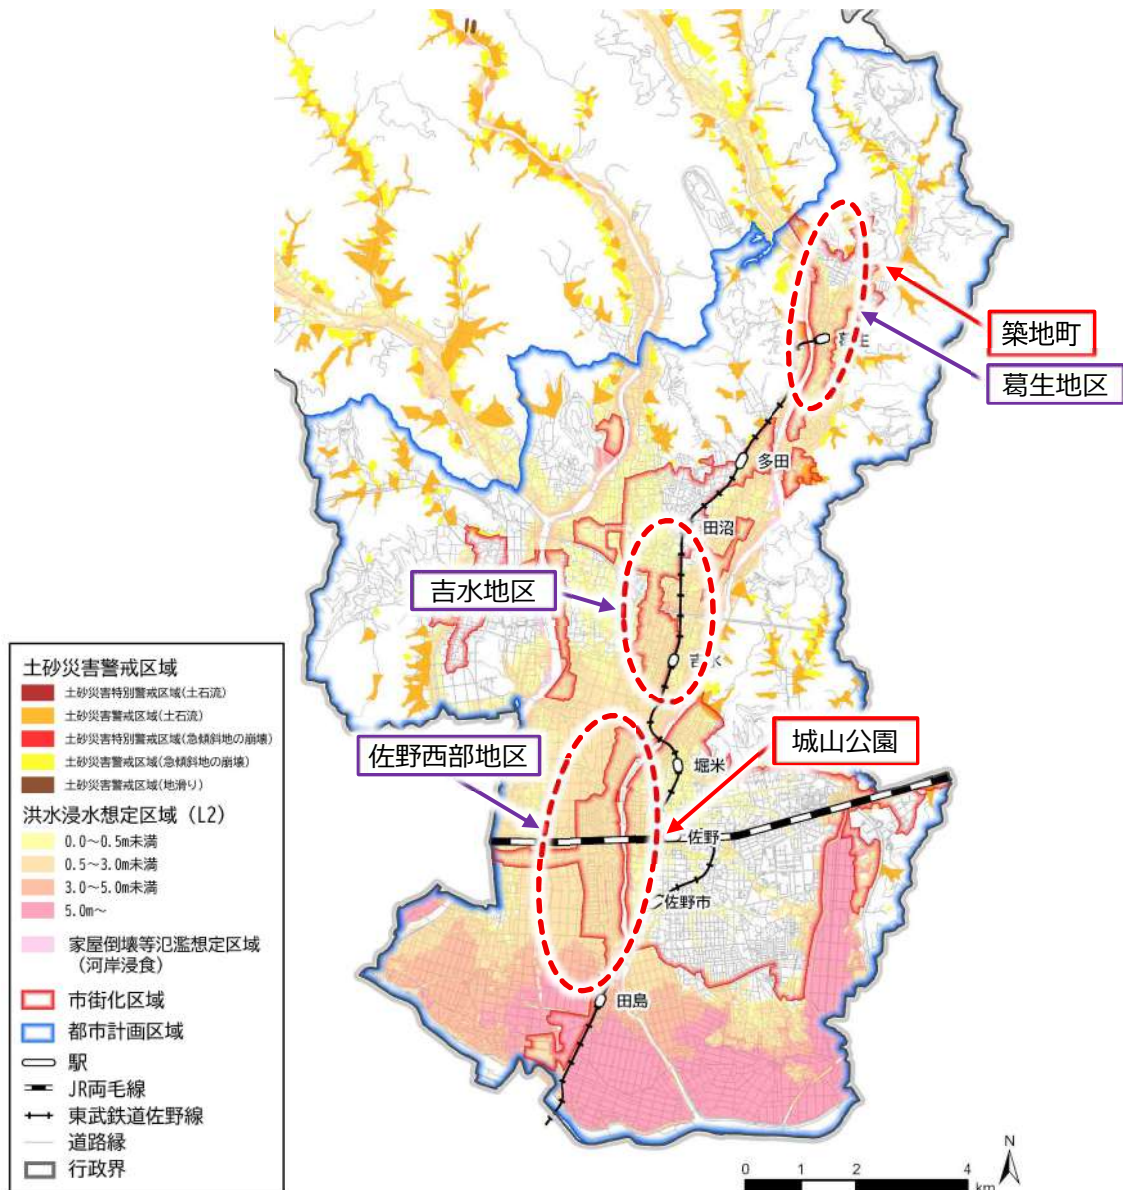 築地町
葛生地区
葛生
多田
田沼
吉水地区
吉水
佐野西部地区
城山公園
堀米
佐野
佐野市
田島
土砂災害警戒区域
土砂災害特別警戒区域(土石流)
土砂災害警戒区域(土石流)
土砂災害特別警戒区域(急傾斜地の崩壊)
土砂災害警戒区域(急傾斜地の崩壊)
土砂災害警戒区域(地滑り)
洪水浸水想定区域（L2）
0.0～0.5m未満
0.5～3.0m未満
3.0～5.0m未満
5.0m～
家屋倒壊等氾濫想定区域
（河岸浸食）
市街化区域
都市計画区域
駅
JR両毛線
東武鉄道佐野線
道路縁
行政界
N
0 1 2 4
km